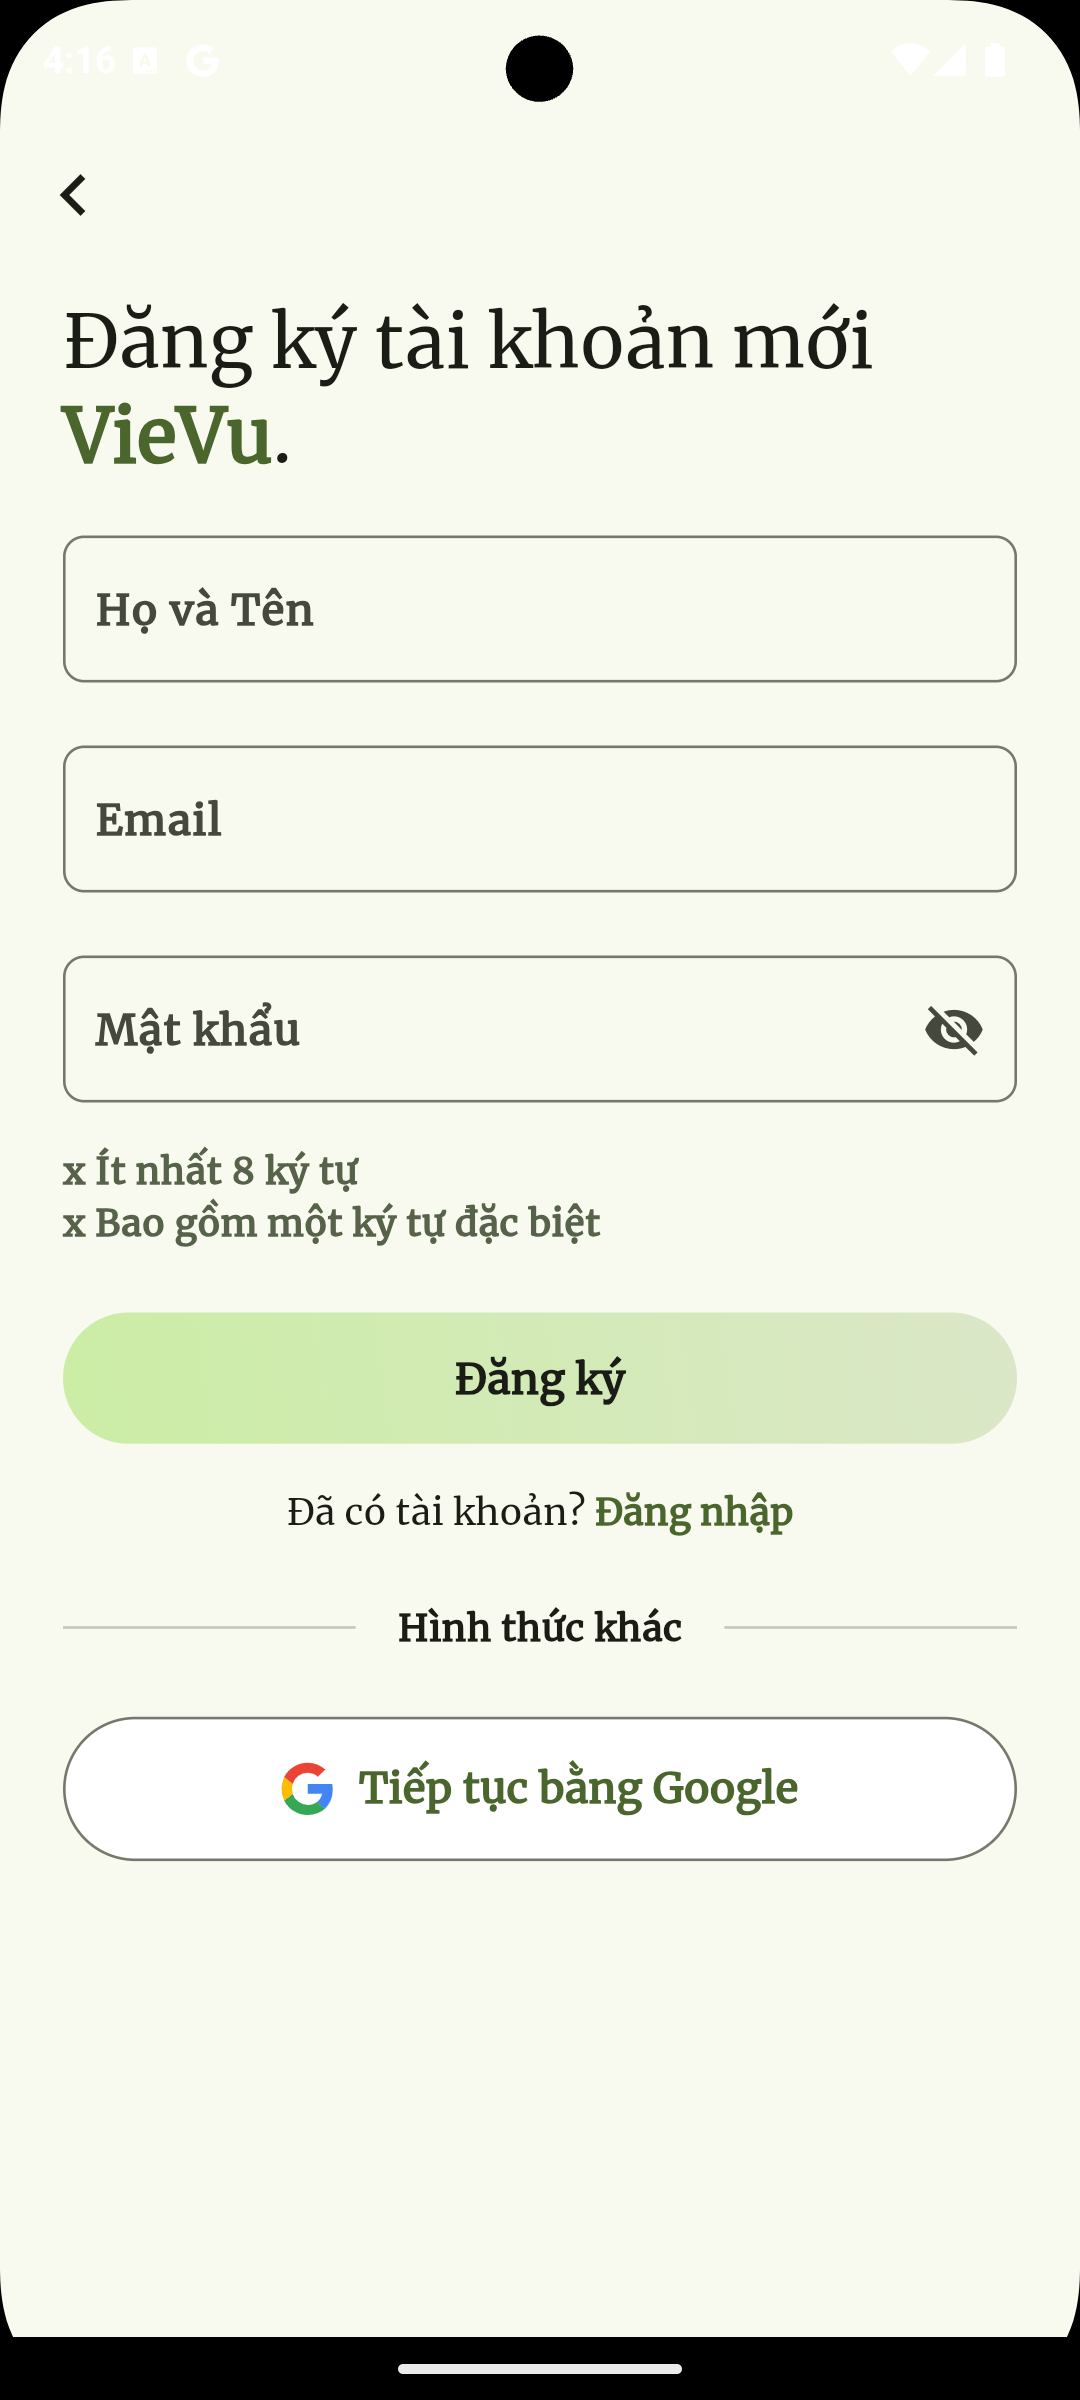 4:16
Đăng ký tài khoản mới
VieVu.
Họ và Tên
Email
Mật khẩu
x Ít nhất 8 ký tự
x Bao gồm một ký tự đặc biệt
Đăng ký
Đã có tài khoản? Đăng nhập
Hình thức khác
Tiếp tục bằng Google